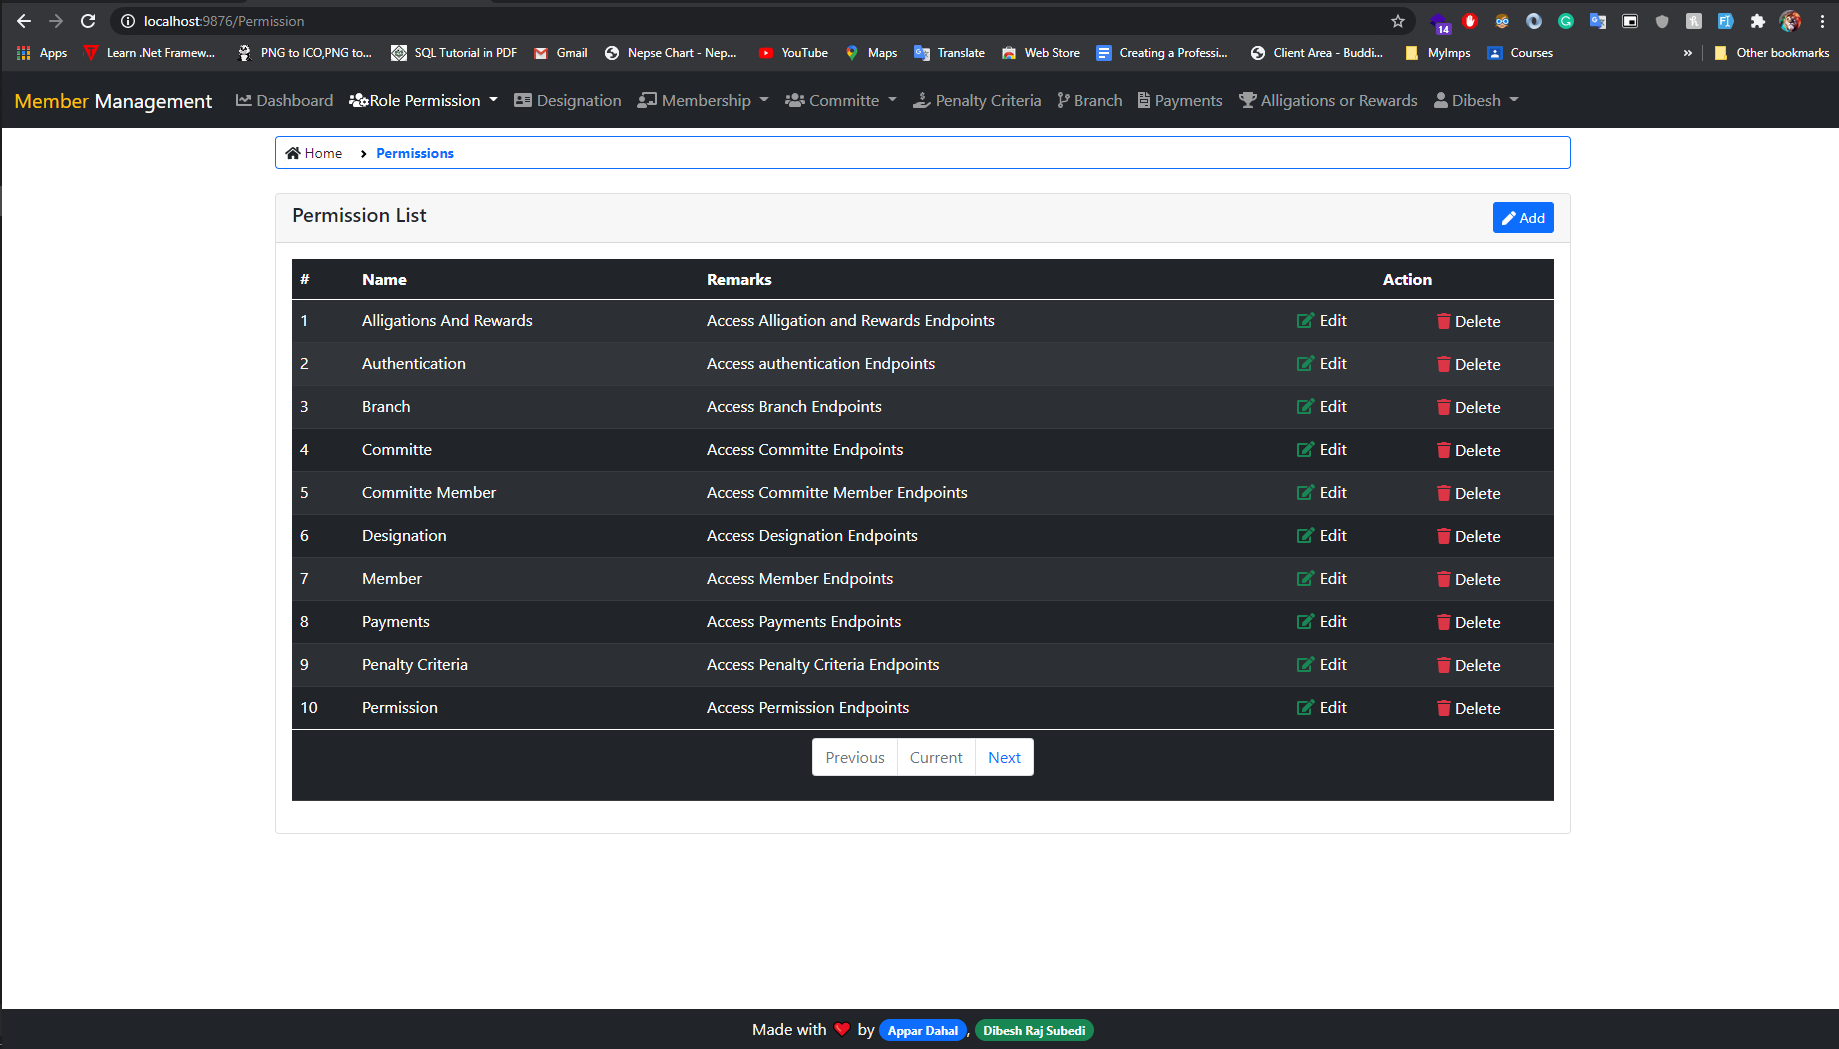 localhost:9876/Permission
14
Apps Learn .Net Framew... PNG to ICO,PNG to... SQL Tutorial in PDF Gmail Nepse Chart - Nep... YouTube Maps Translate Web Store Creating a Professi... Client Area - Buddi... MyImps Courses » Other bookmarks
Member Management Dashboard Role Permission Designation Membership Committe Penalty Criteria Branch Payments Alligations or Rewards Dibesh
Home Permissions
Permission List Add
# Name Remarks Action
1 Alligations And Rewards Access Alligation and Rewards Endpoints Edit Delete
2 Authentication Access authentication Endpoints Edit Delete
3 Branch Access Branch Endpoints Edit Delete
4 Committe Access Committe Endpoints Edit Delete
5 Committe Member Access Committe Member Endpoints Edit Delete
6 Designation Access Designation Endpoints Edit Delete
7 Member Access Member Endpoints Edit Delete
8 Payments Access Payments Endpoints Edit Delete
9 Penalty Criteria Access Penalty Criteria Endpoints Edit Delete
10 Permission Access Permission Endpoints Edit Delete
Previous Current Next
Made with ❤ by Appar Dahal, Dibesh Raj Subedi